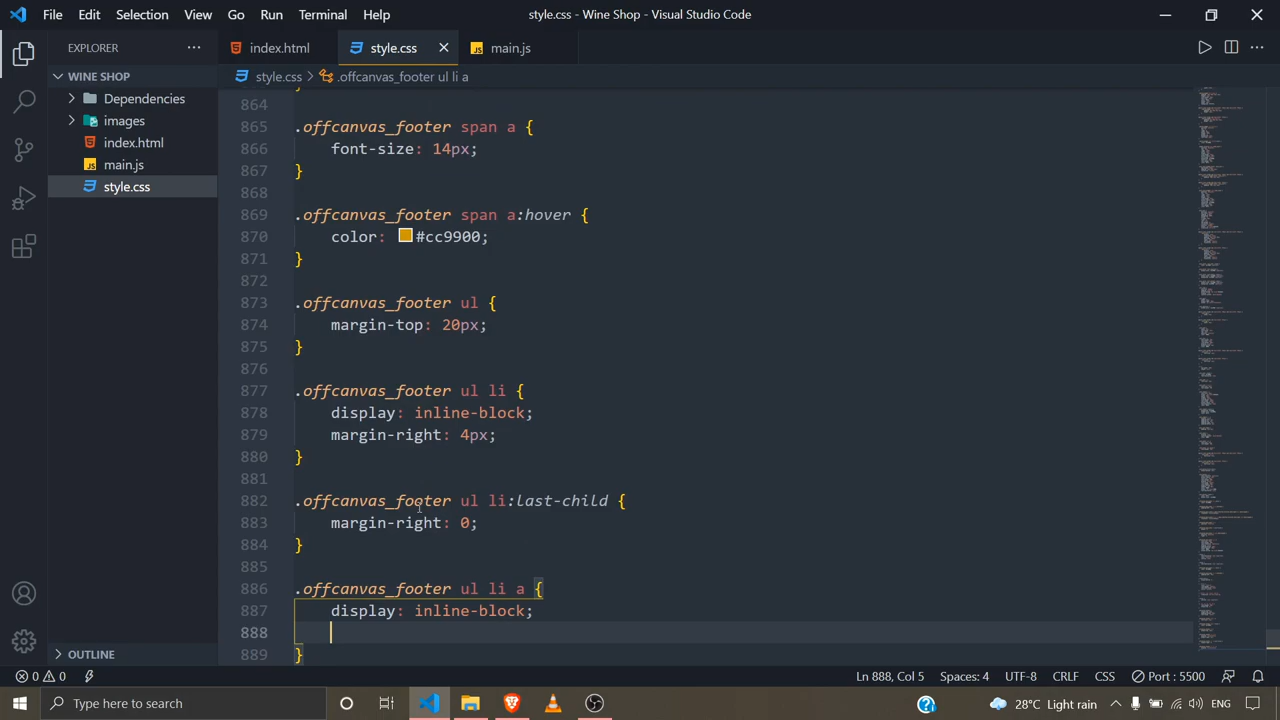 File Edit Selection View Go Run Terminal Help
style.css - Wine Shop - Visual Studio Code
EXPLORER
index.html
style.css
main.js
WINE SHOP
style.css > .offcanvas_footer ul li a
Dependencies
images
index.html
main.js
style.css
864
865 .offcanvas_footer span a {
866 font-size: 14px;
867 }
868
869 .offcanvas_footer span a:hover {
870 color: #cc9900;
871 }
872
873 .offcanvas_footer ul {
874 margin-top: 20px;
875 }
876
877 .offcanvas_footer ul li {
878 display: inline-block;
879 margin-right: 4px;
880 }
881
882 .offcanvas_footer ul li:last-child {
883 margin-right: 0;
884 }
885
886 .offcanvas_footer ul li a {
887 display: inline-block;
888
889 }
OUTLINE
0 0
Ln 888, Col 5 Spaces: 4 UTF-8 CRLF CSS Port : 5500
Type here to search
28°C Light rain
ENG